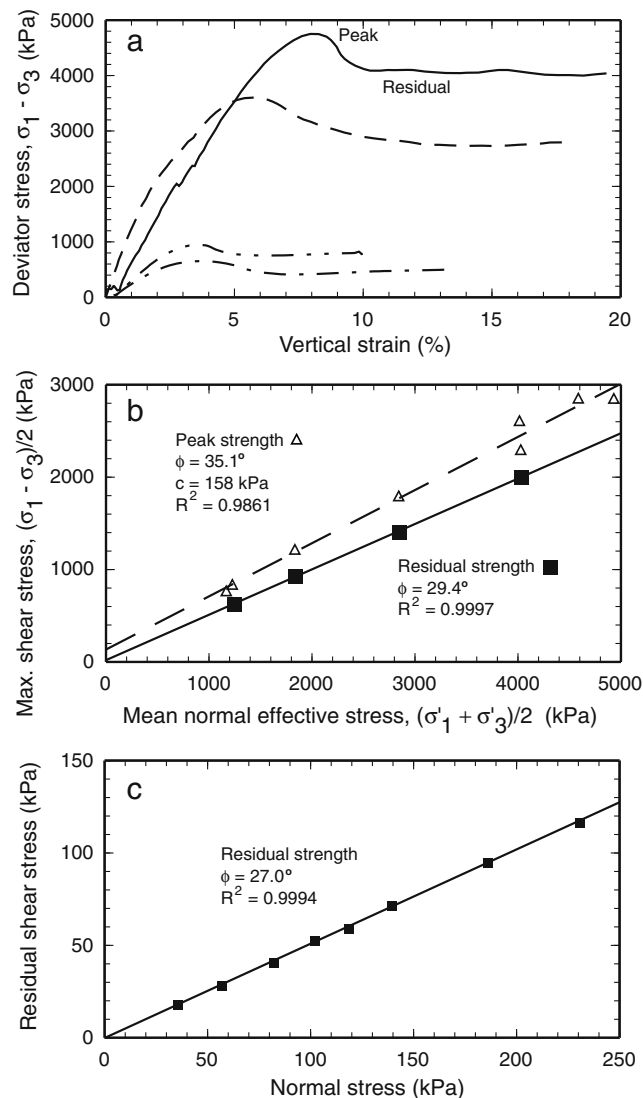 a
Deviator stress, σ1 - σ3 (kPa)
5000
4000
3000
2000
1000
0
Peak
Residual
0 5 10 15 20
Vertical strain (%)
b
Max. shear stress, (σ1 - σ3)/2 (kPa)
3000
2000
1000
0
Peak strength
ϕ = 35.1º
c = 158 kPa
R² = 0.9861
Residual strength
ϕ = 29.4º
R² = 0.9997
0 1000 2000 3000 4000 5000
Mean normal effective stress, (σ'1 + σ'3)/2 (kPa)
c
Residual shear stress (kPa)
150
100
50
0
Residual strength
ϕ = 27.0º
R² = 0.9994
0 50 100 150 200 250
Normal stress (kPa)